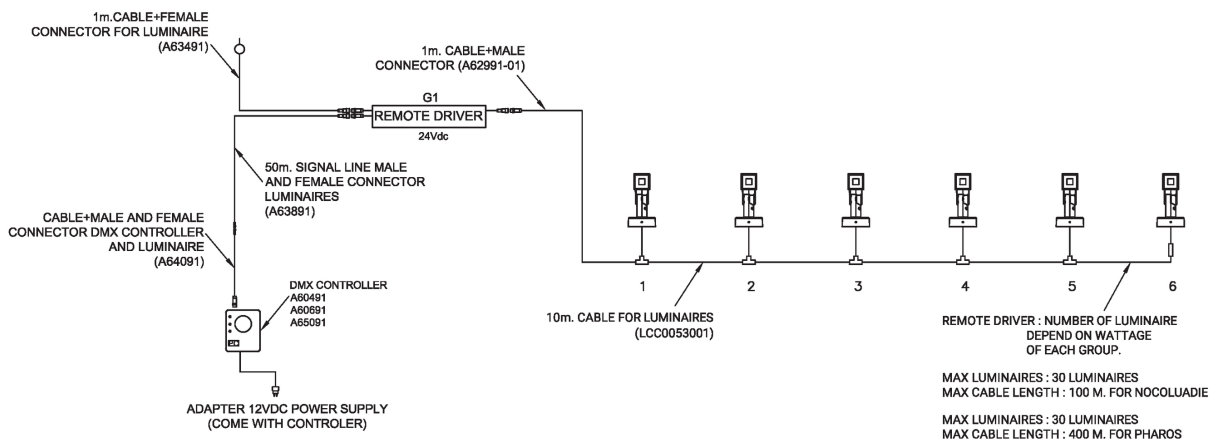 1m.CABLE+FEMALE
CONNECTOR FOR LUMINAIRE
(A63491)
1m. CABLE+MALE
CONNECTOR (A62991-01)
G1
REMOTE DRIVER
24Vdc
50m. SIGNAL LINE MALE
AND FEMALE CONNECTOR
LUMINAIRES
(A63891)
CABLE+MALE AND FEMALE
CONNECTOR DMX CONTROLLER
AND LUMINAIRE
(A64091)
DMX CONTROLLER
A60491
A60691
A65091
ADAPTER 12VDC POWER SUPPLY
(COME WITH CONTROLER)
1 2 3 4 5 6
10m. CABLE FOR LUMINAIRES
(LCC0053001)
REMOTE DRIVER : NUMBER OF LUMINAIRE
DEPEND ON WATTAGE
OF EACH GROUP.
MAX LUMINAIRES : 30 LUMINAIRES
MAX CABLE LENGTH : 100 M. FOR NOCOLUADIE
MAX LUMINAIRES : 30 LUMINAIRES
MAX CABLE LENGTH : 400 M. FOR PHAROS